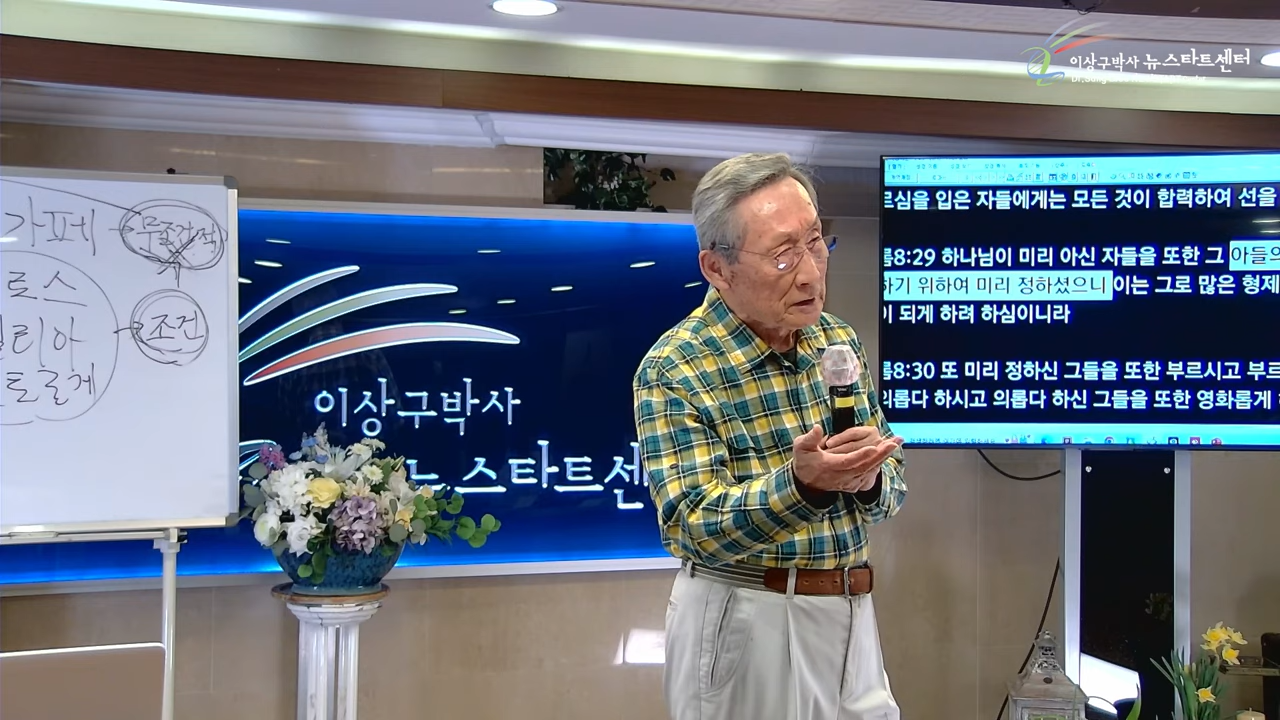 이상구박사 뉴스타트센터
가페 무조건적
로스
리아
조건
토르게
이상구박사
뉴스타트센
르심을 입은 자들에게는 모든 것이 합력하여 선을
롬8:29 하나님이 미리 아신 자들을 또한 그 아들의
하기 위하여 미리 정하셨으니 이는 그로 많은 형제
이 되게 하려 하심이니라
롬8:30 또 미리 정하신 그들을 또한 부르시고 부르
의롭다 하시고 의롭다 하신 그들을 또한 영화롭게 하